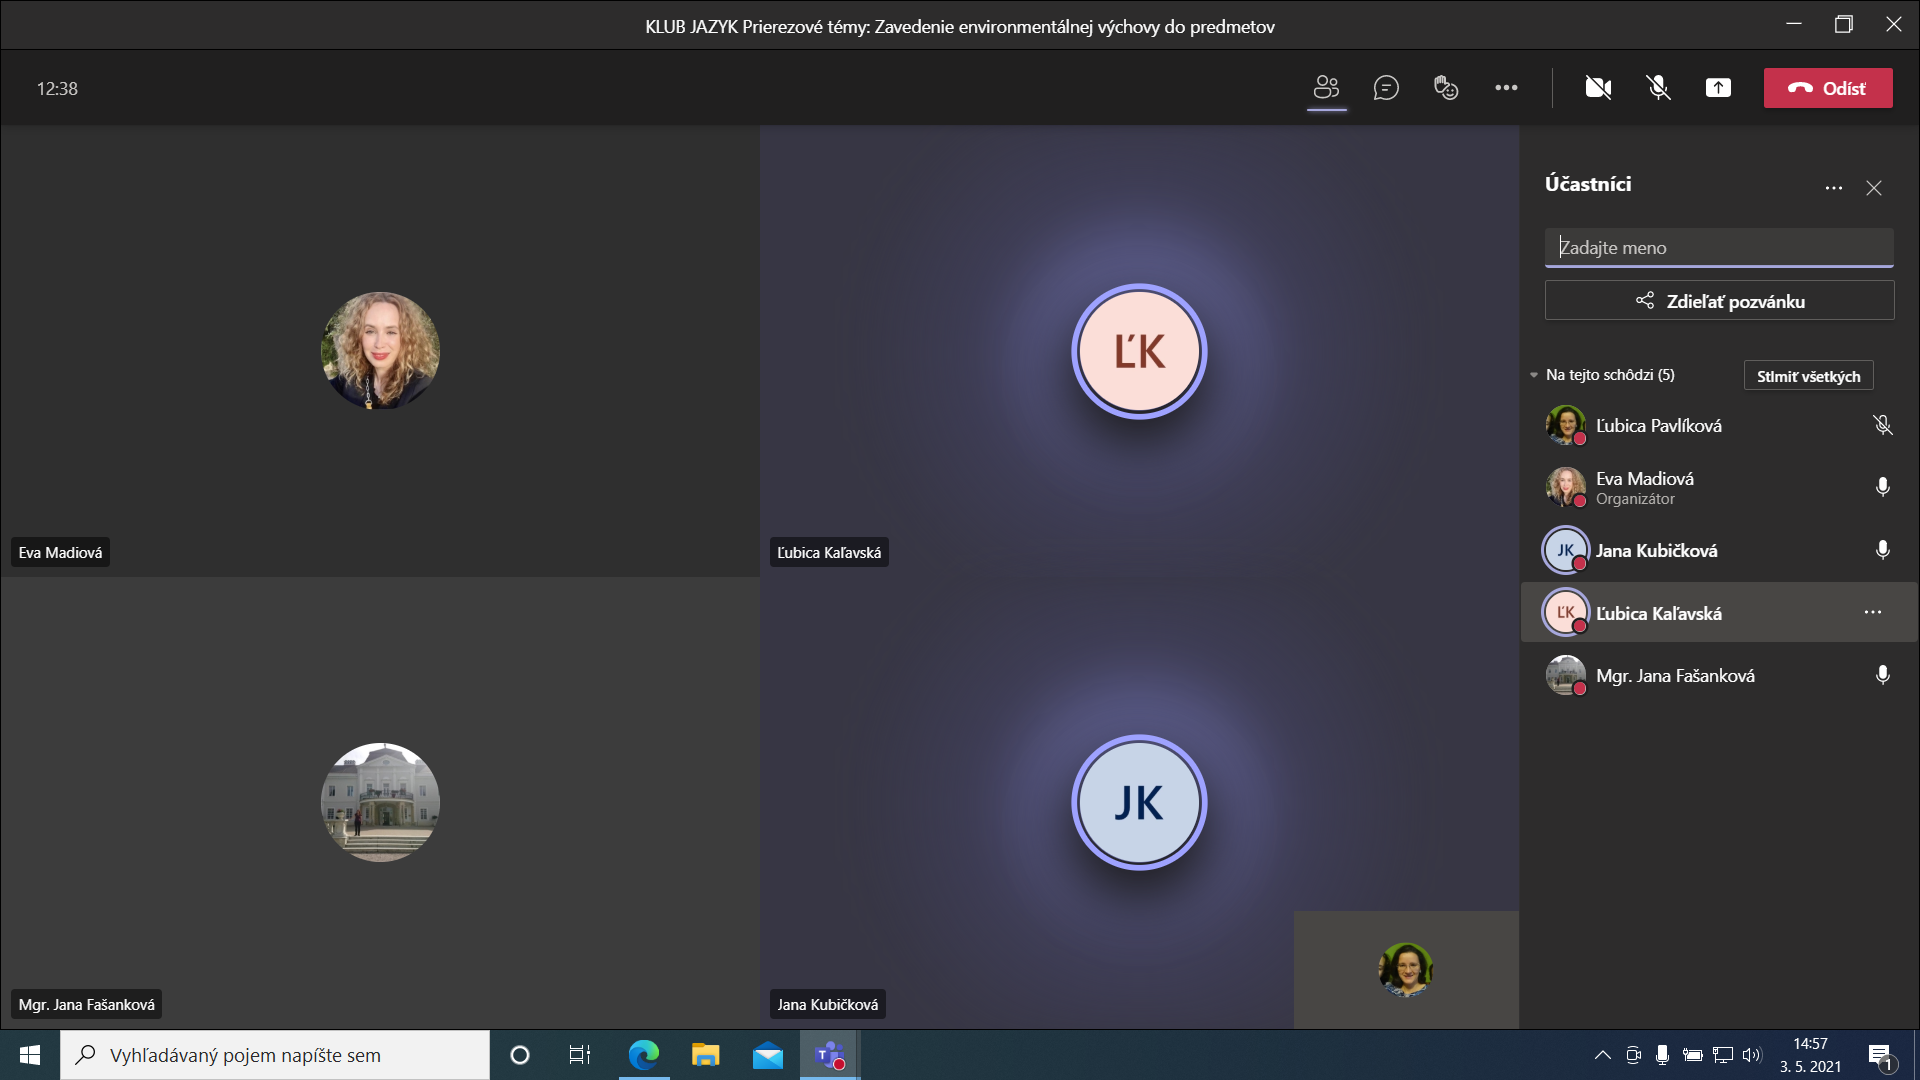 KLUB JAZYK Prierezové témy: Zavedenie environmentálnej výchovy do predmetov
12:38
Odísť
Eva Madiová
ĽK
Ľubica Kaľavská
Mgr. Jana Fašanková
JK
Jana Kubičková
Účastníci
Zadajte meno
Zdieľať pozvánku
Na tejto schôdzi (5)
Stlmiť všetkých
Ľubica Pavlíková
Eva Madiová
Organizátor
JK
Jana Kubičková
ĽK
Ľubica Kaľavská
Mgr. Jana Fašanková
Vyhľadávaný pojem napíšte sem
T
14:57
3. 5. 2021
1